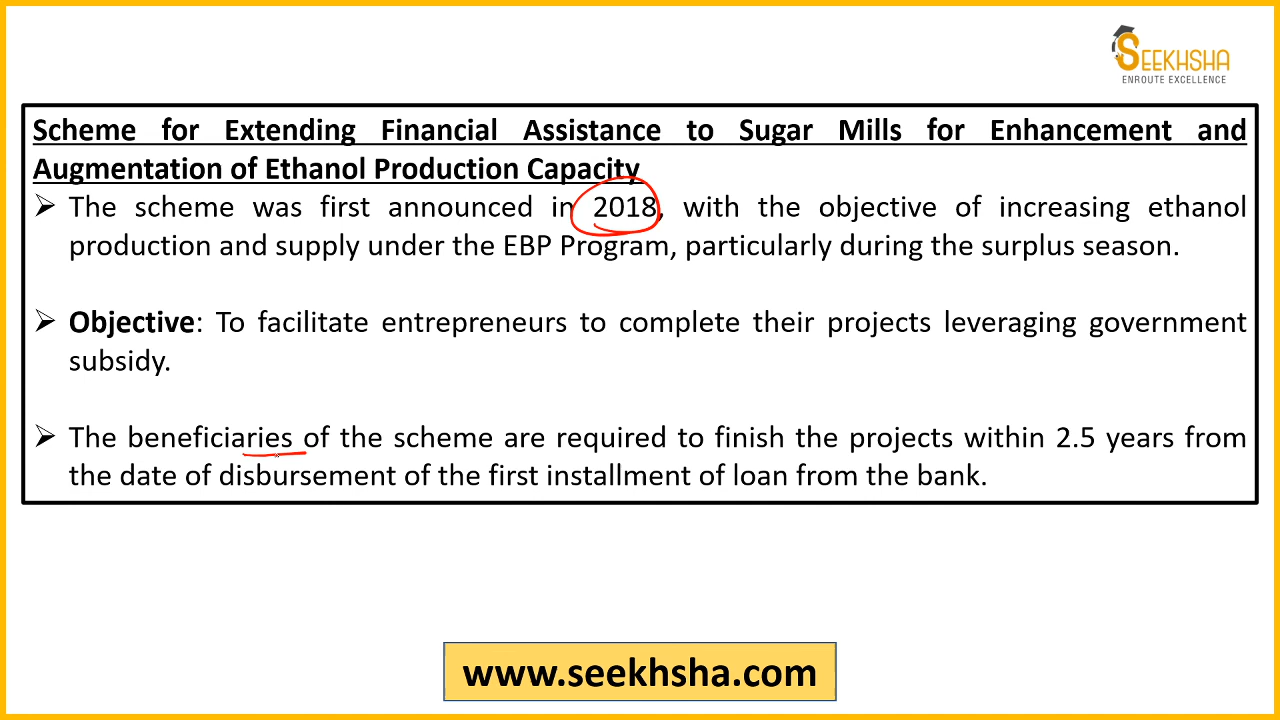 SEEKHSHA
ENROUTE EXCELLENCE
Scheme for Extending Financial Assistance to Sugar Mills for Enhancement and
Augmentation of Ethanol Production Capacity
➢ The scheme was first announced in 2018, with the objective of increasing ethanol
production and supply under the EBP Program, particularly during the surplus season.
➢ Objective: To facilitate entrepreneurs to complete their projects leveraging government
subsidy.
➢ The beneficiaries of the scheme are required to finish the projects within 2.5 years from
the date of disbursement of the first installment of loan from the bank.
www.seekhsha.com